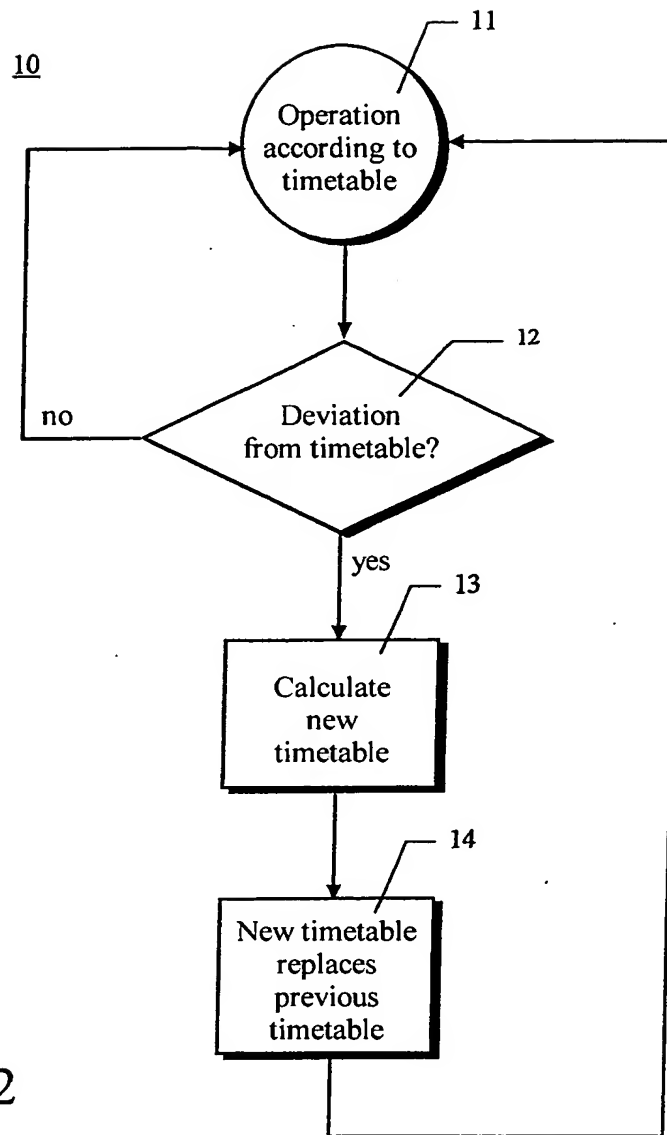 11
10
Operation
according to
timetable
12
Deviation
from timetable?
no
yes
13
Calculate
new
timetable
14
New timetable
replaces
previous
timetable
2